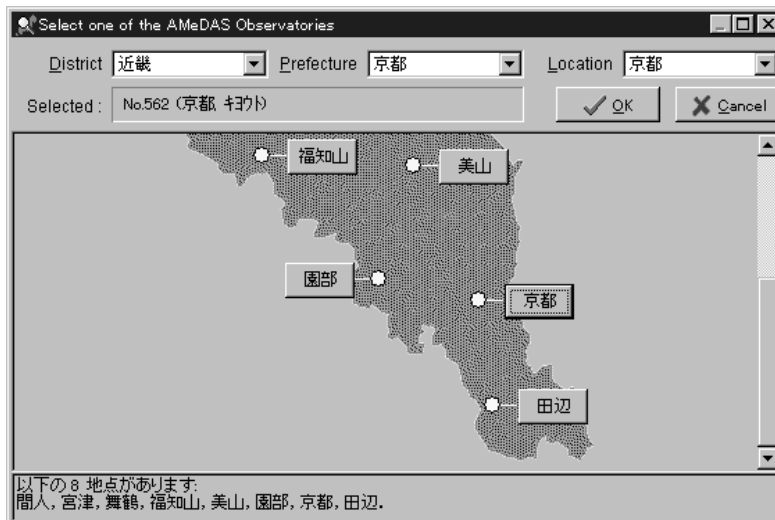 Select one of the AMeDAS Observatories
District 近畿 Prefecture 京都 Location 京都
Selected : No.562 (京都, キヨウト) OK Cancel
福知山
美山
園部
京都
田辺
以下の8 地点があります:
間人, 宮津, 舞鶴, 福知山, 美山, 園部, 京都, 田辺.